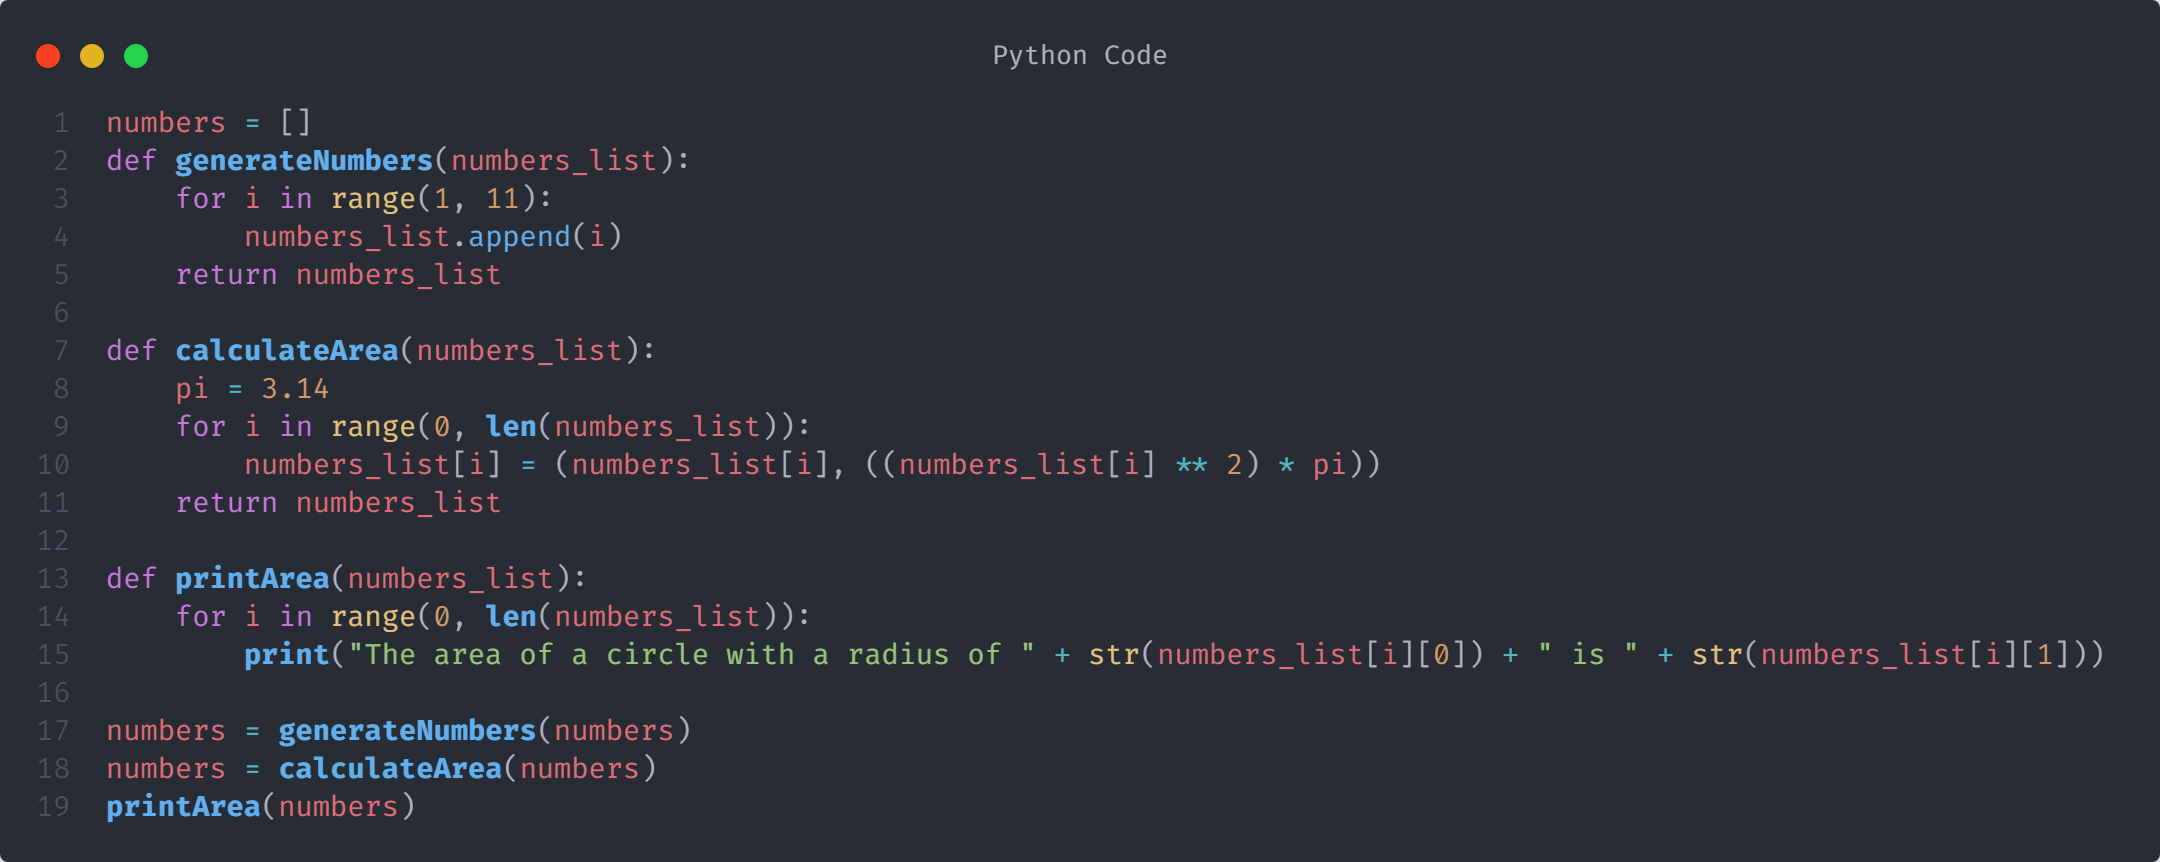 Python Code
1 numbers = []
2 def generateNumbers(numbers_list):
3     for i in range(1, 11):
4         numbers_list.append(i)
5     return numbers_list
6
7 def calculateArea(numbers_list):
8     pi = 3.14
9     for i in range(0, len(numbers_list)):
10         numbers_list[i] = (numbers_list[i], ((numbers_list[i] ** 2) * pi))
11     return numbers_list
12
13 def printArea(numbers_list):
14     for i in range(0, len(numbers_list)):
15         print("The area of a circle with a radius of " + str(numbers_list[i][0]) + " is " + str(numbers_list[i][1]))
16
17 numbers = generateNumbers(numbers)
18 numbers = calculateArea(numbers)
19 printArea(numbers)